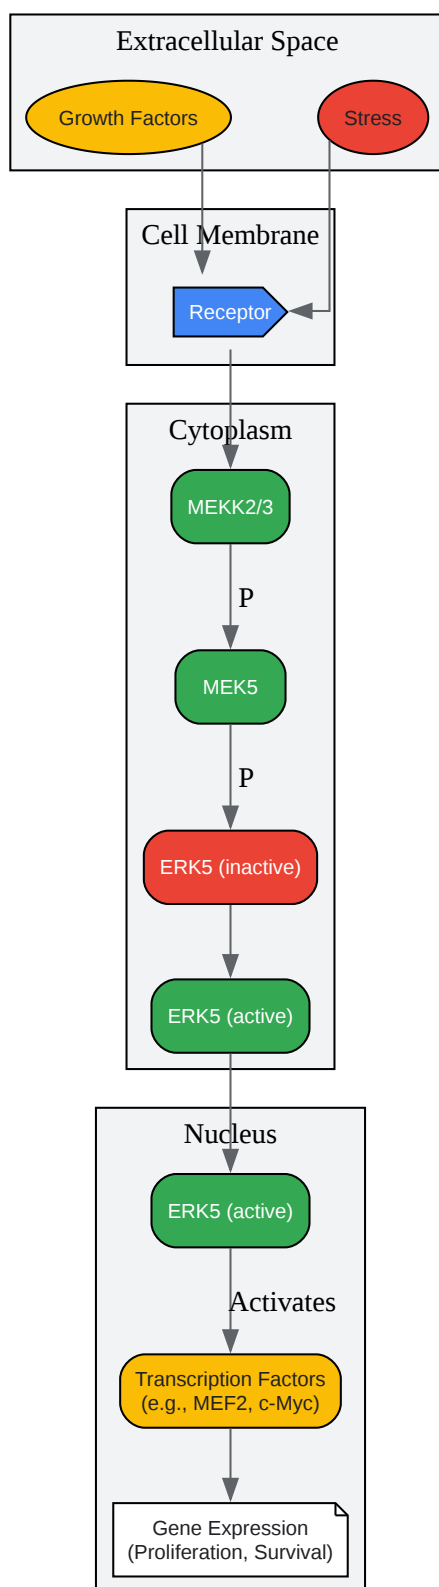 Extracellular Space
Growth Factors
Stress
Cell Membrane
Receptor
Cytoplasm
MEKK2/3
P
MEK5
P
ERK5 (inactive)
ERK5 (active)
Nucleus
ERK5 (active)
Activates
Transcription Factors
(e.g., MEF2, c-Myc)
Gene Expression
(Proliferation, Survival)